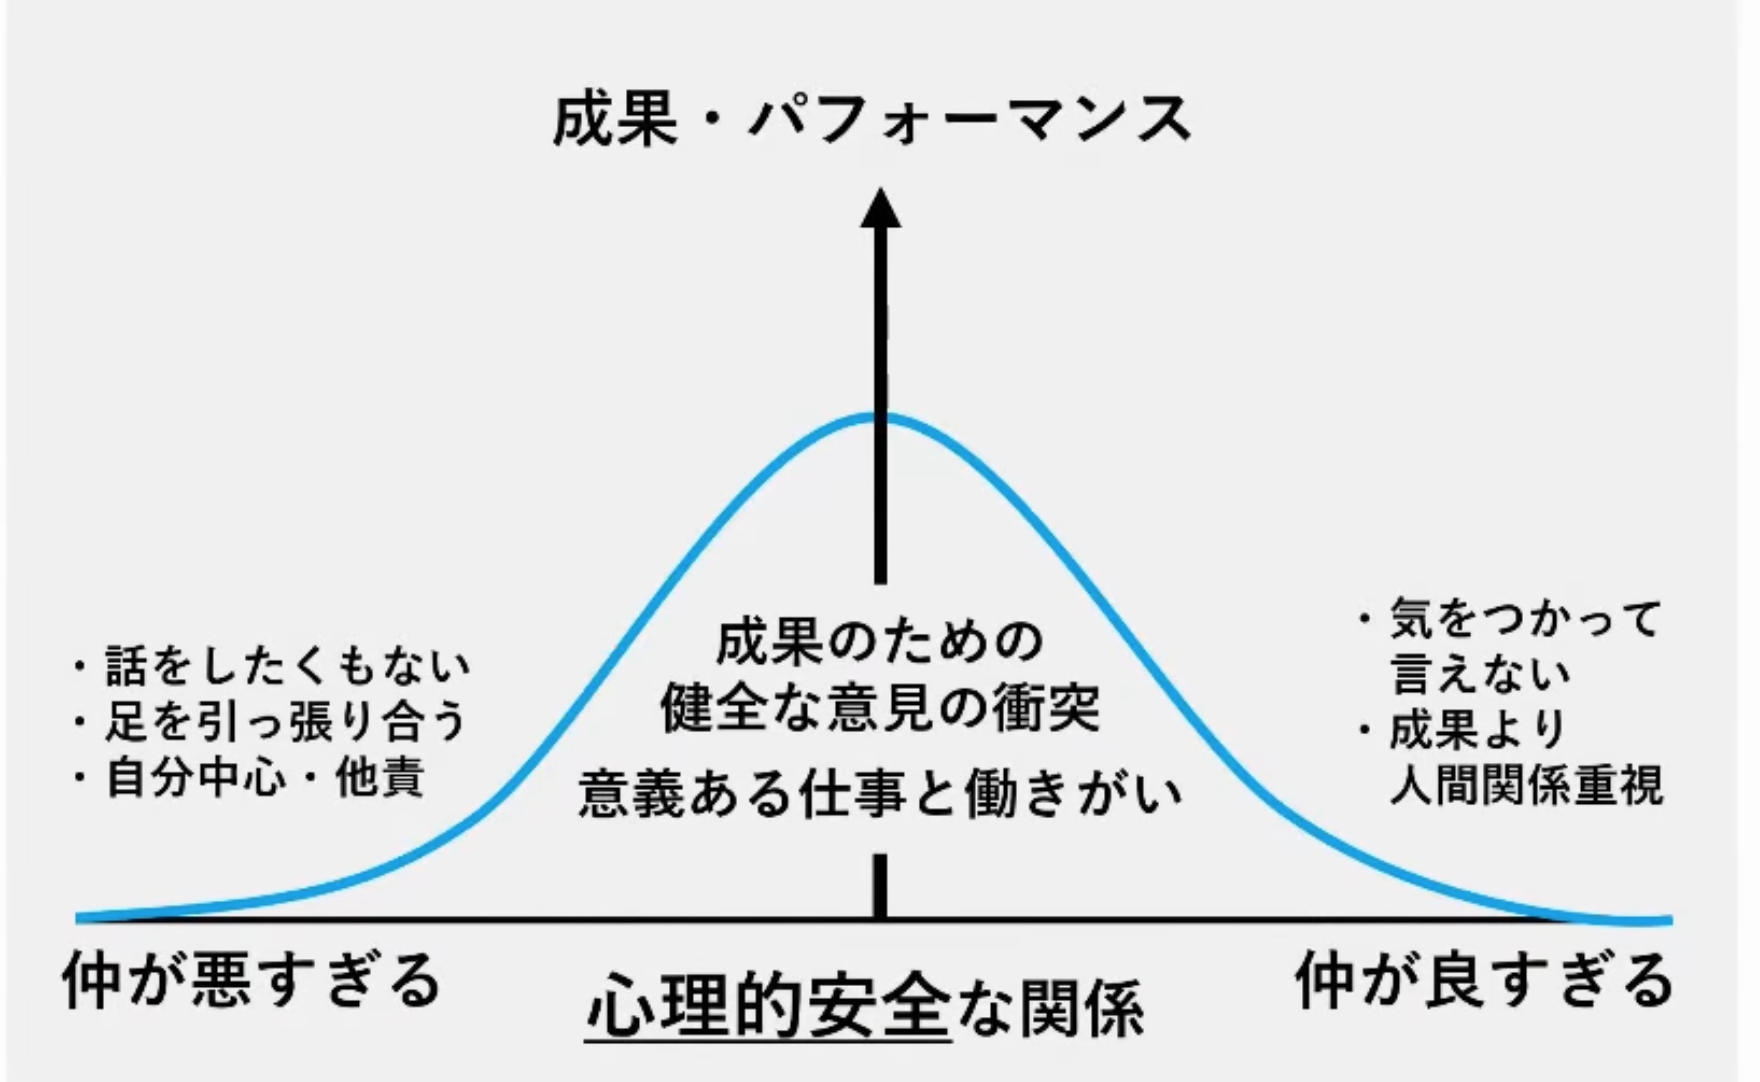 成果・パフォーマンス
・話をしたくもない
・足を引っ張り合う
・自分中心・他責
成果のための
健全な意見の衝突
意義ある仕事と働きがい
・気をつかって
言えない
・成果より
人間関係重視
仲が悪すぎる
心理的安全な関係
仲が良すぎる